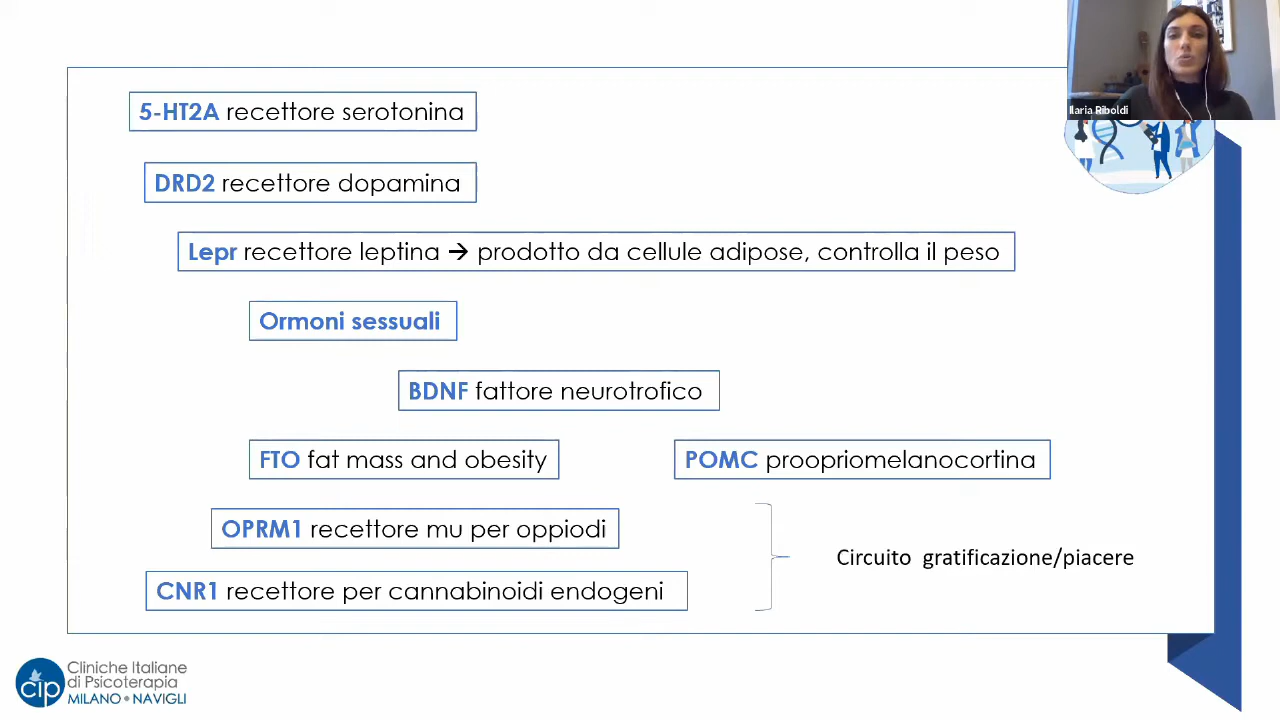 Ilaria Riboldi
5-HT2A recettore serotonina
DRD2 recettore dopamina
Lepr recettore leptina → prodotto da cellule adipose, controlla il peso
Ormoni sessuali
BDNF fattore neurotrofico
FTO fat mass and obesity
POMC proopriomelanocortina
OPRM1 recettore mu per oppiodi
CNR1 recettore per cannabinoidi endogeni
Circuito gratificazione/piacere
cip
Cliniche Italiane
di Psicoterapia
MILANO • NAVIGLI